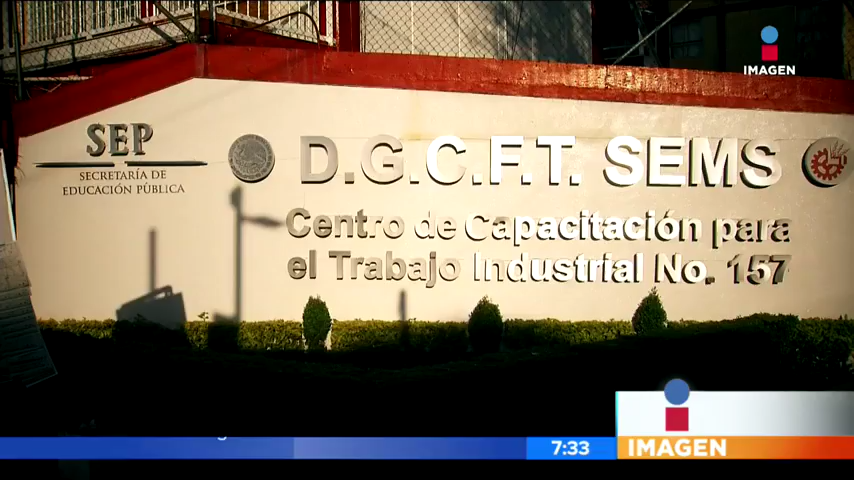 IMAGEN
SEP
SECRETARÍA DE
EDUCACIÓN PÚBLICA
D.G.C.F.T. SEMS
Centro de Capacitación para
el Trabajo Industrial No. 157
7:33
IMAGEN